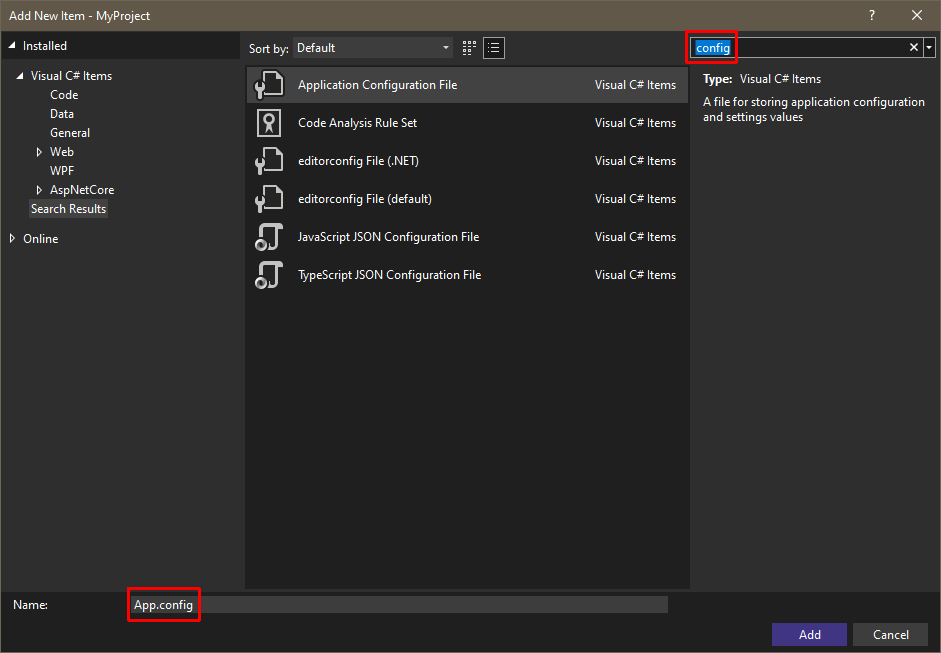 Add New Item - MyProject
?
Installed
Visual C# Items
Code
Data
General
Web
WPF
AspNetCore
Search Results
Online
Sort by: Default
Application Configuration File Visual C# Items
Code Analysis Rule Set Visual C# Items
editorconfig File (.NET) Visual C# Items
editorconfig File (default) Visual C# Items
JavaScript JSON Configuration File Visual C# Items
TypeScript JSON Configuration File Visual C# Items
config
Type: Visual C# Items
A file for storing application configuration
and settings values
Name: App.config
Add Cancel